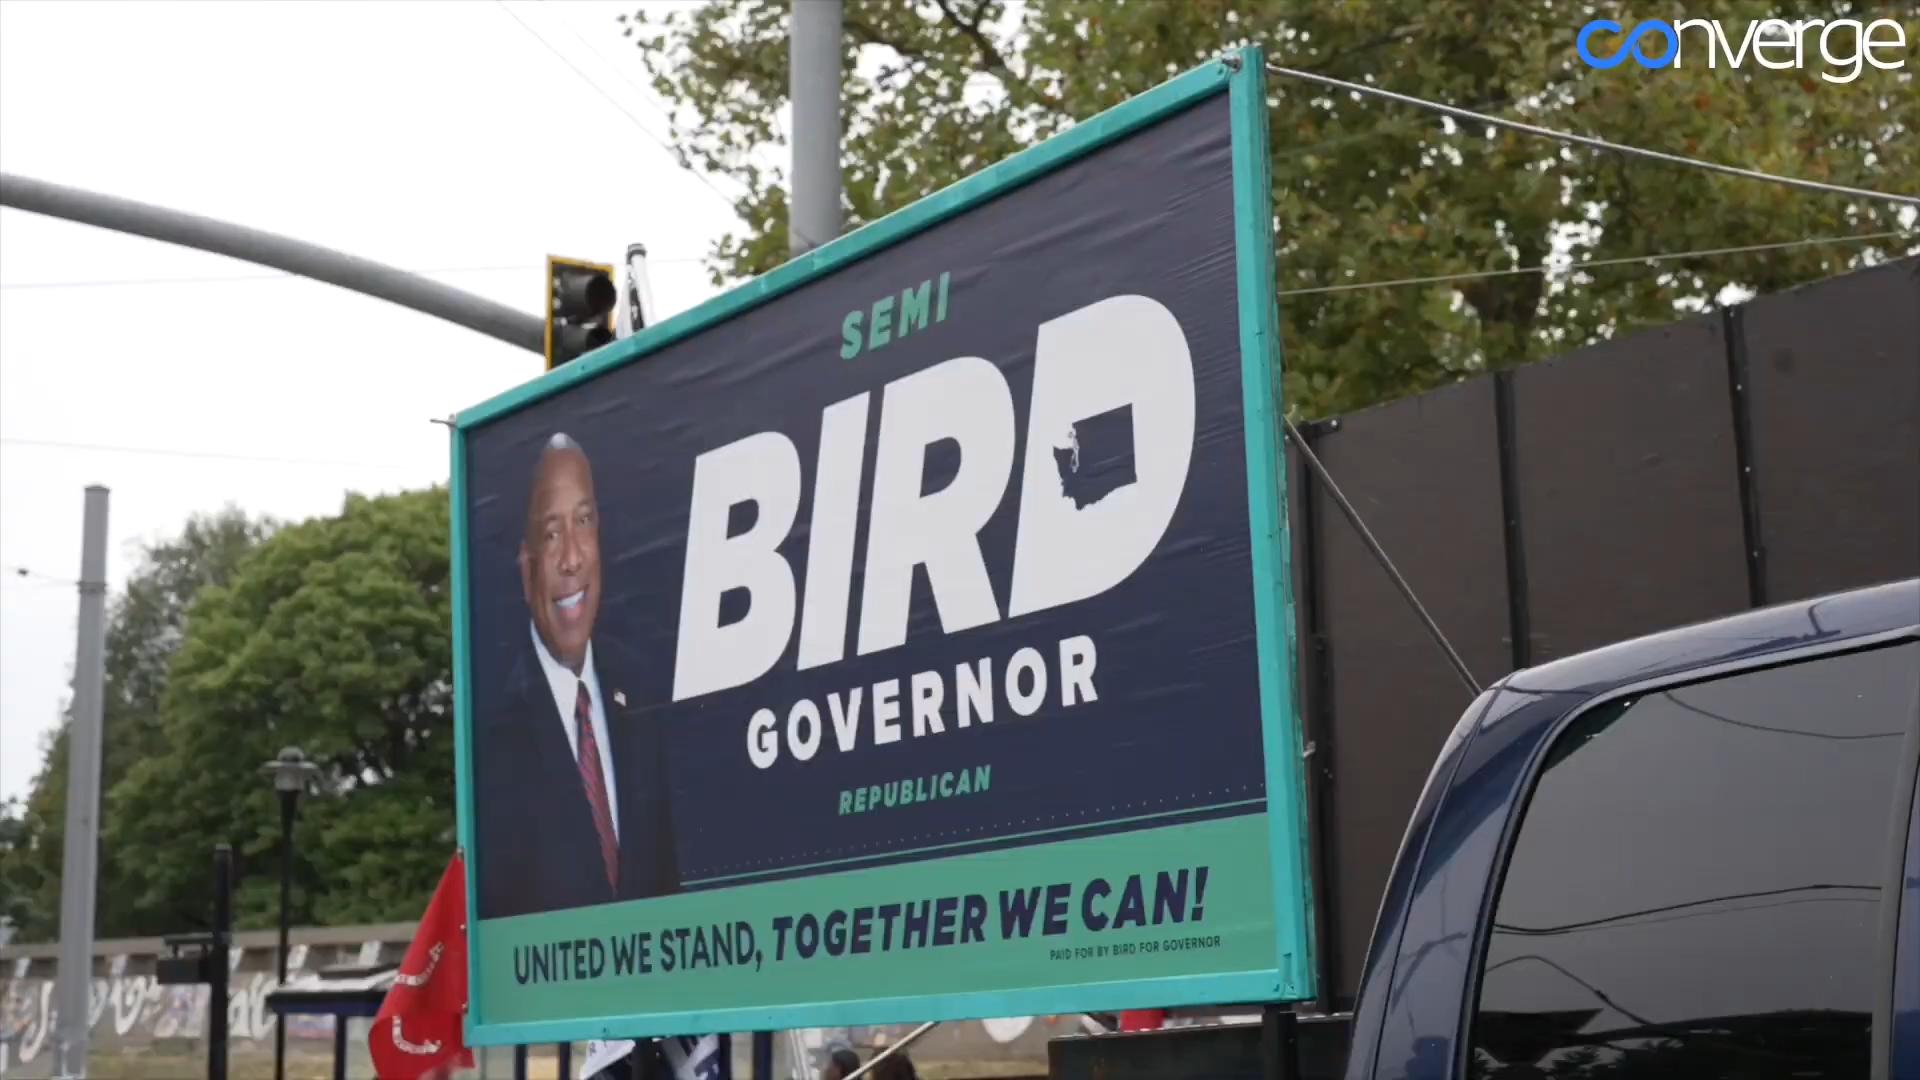 converge
SEMI
BIRD
GOVERNOR
REPUBLICAN
UNITED WE STAND, TOGETHER WE CAN!
PAID FOR BY BIRD FOR GOVERNOR